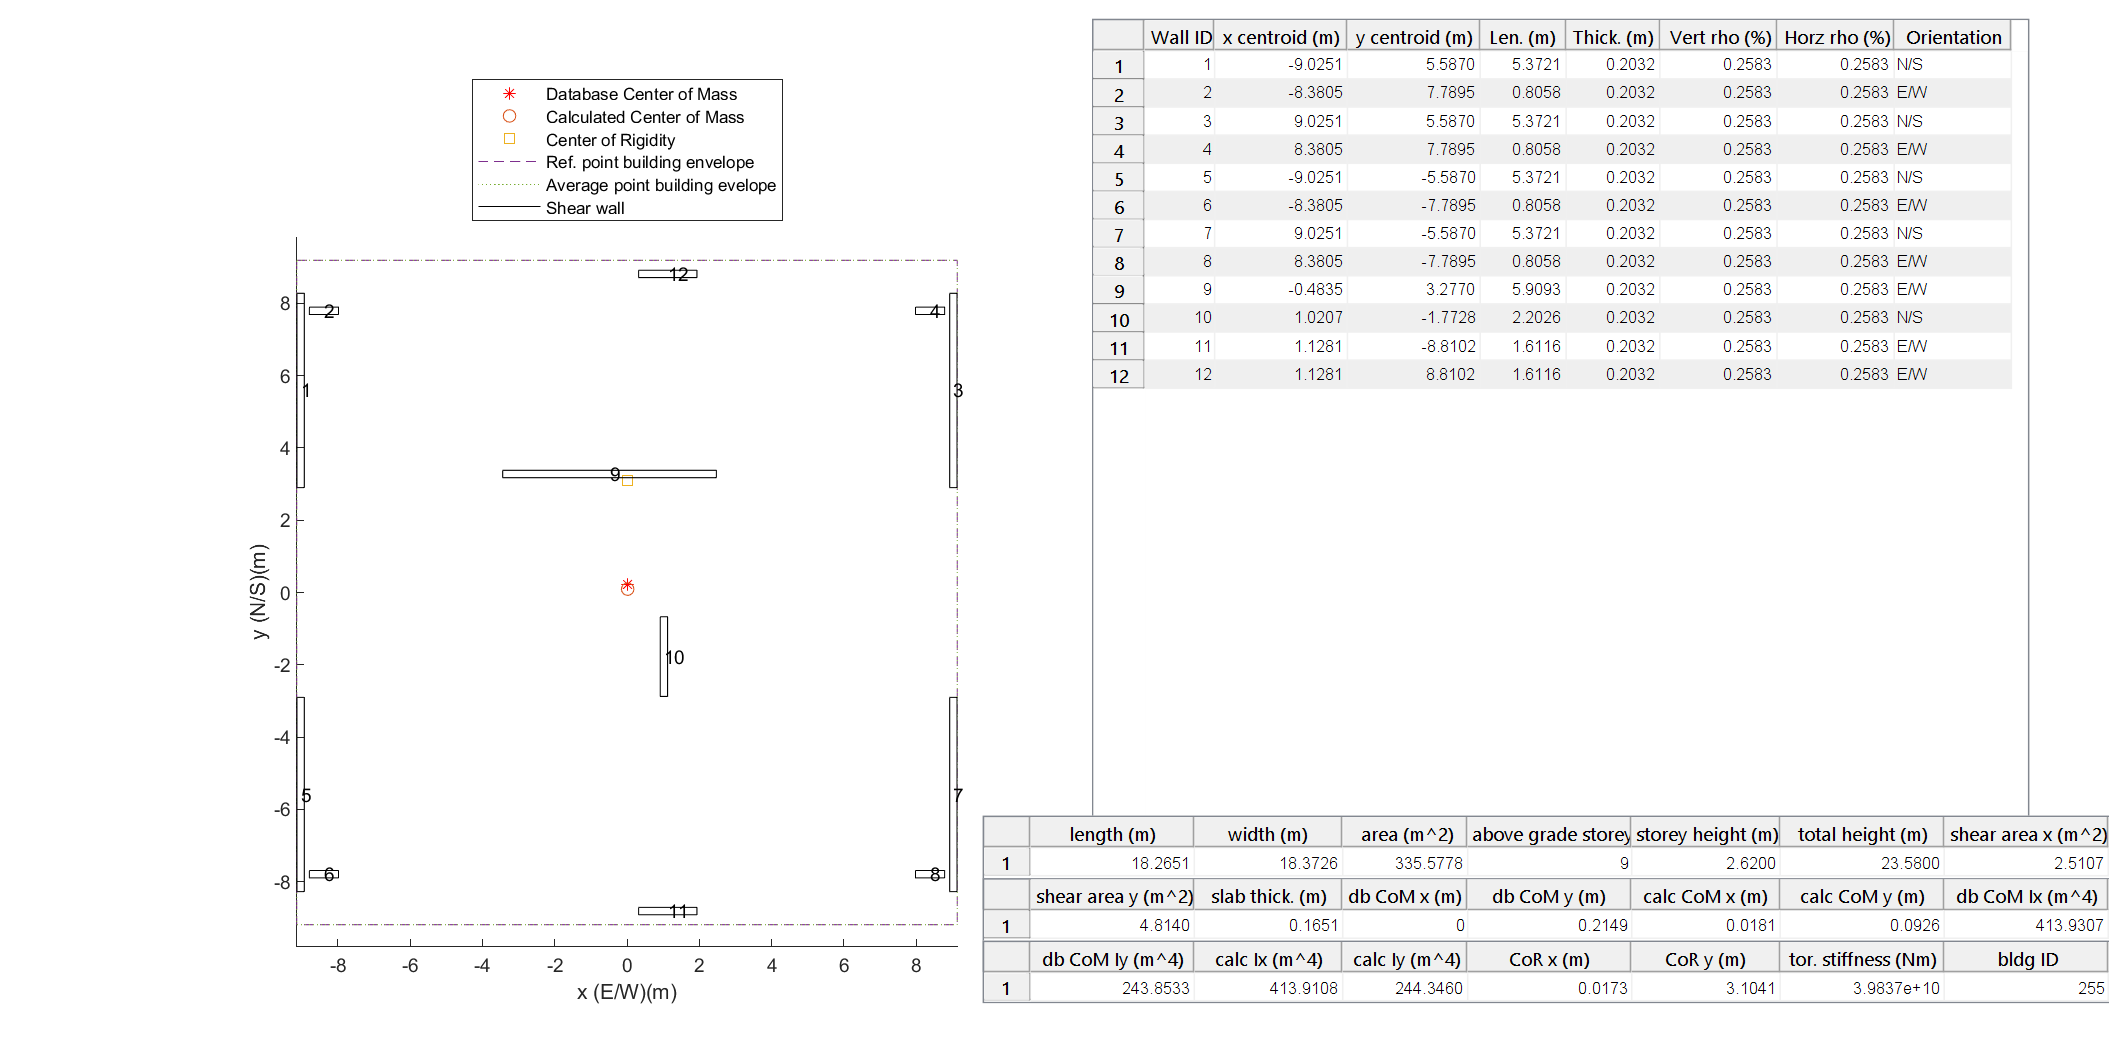 Database Center of Mass
Calculated Center of Mass
Center of Rigidity
Ref. point building envelope
Average point building evelope
Shear wall
12
2
4
1
3
9
10
5
7
6
8
11
8
6
4
2
0
-2
-4
-6
-8
y (N/S)(m)
-8 -6 -4 -2 0 2 4 6 8
x (E/W)(m)
Wall ID x centroid (m) y centroid (m) Len. (m) Thick. (m) Vert rho (%) Horz rho (%) Orientation
1 1 -9.0251 5.5870 5.3721 0.2032 0.2583 0.2583 N/S
2 2 -8.3805 7.7895 0.8058 0.2032 0.2583 0.2583 E/W
3 3 9.0251 5.5870 5.3721 0.2032 0.2583 0.2583 N/S
4 4 8.3805 7.7895 0.8058 0.2032 0.2583 0.2583 E/W
5 5 -9.0251 -5.5870 5.3721 0.2032 0.2583 0.2583 N/S
6 6 -8.3805 -7.7895 0.8058 0.2032 0.2583 0.2583 E/W
7 7 9.0251 -5.5870 5.3721 0.2032 0.2583 0.2583 N/S
8 8 8.3805 -7.7895 0.8058 0.2032 0.2583 0.2583 E/W
9 9 -0.4835 3.2770 5.9093 0.2032 0.2583 0.2583 E/W
10 10 1.0207 -1.7728 2.2026 0.2032 0.2583 0.2583 N/S
11 11 1.1281 -8.8102 1.6116 0.2032 0.2583 0.2583 E/W
12 12 1.1281 8.8102 1.6116 0.2032 0.2583 0.2583 E/W
length (m) width (m) area (m^2) above grade storey storey height (m) total height (m) shear area x (m^2)
1 18.2651 18.3726 335.5778 9 2.6200 23.5800 2.5107
shear area y (m^2) slab thick. (m) db CoM x (m) db CoM y (m) calc CoM x (m) calc CoM y (m) db CoM Ix (m^4)
1 4.8140 0.1651 0 0.2149 0.0181 0.0926 413.9307
db CoM Iy (m^4) calc Ix (m^4) calc Iy (m^4) CoR x (m) CoR y (m) tor. stiffness (Nm) bldg ID
1 243.8533 413.9108 244.3460 0.0173 3.1041 3.9837e+10 255